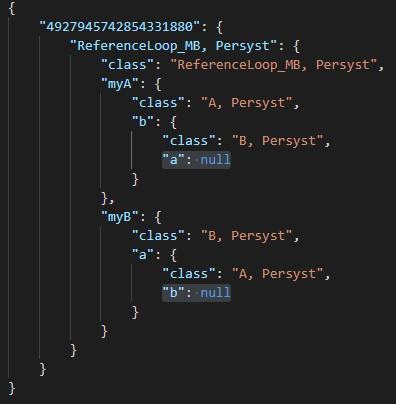 {
    "4927945742854331880": {
        "ReferenceLoop_MB, Persyst": {
            "class": "ReferenceLoop_MB, Persyst",
            "myA": {
                "class": "A, Persyst",
                "b": {
                    "class": "B, Persyst",
                    "a": null
                }
            },
            "myB": {
                "class": "B, Persyst",
                "a": {
                    "class": "A, Persyst",
                    "b": null
                }
            }
        }
    }
}